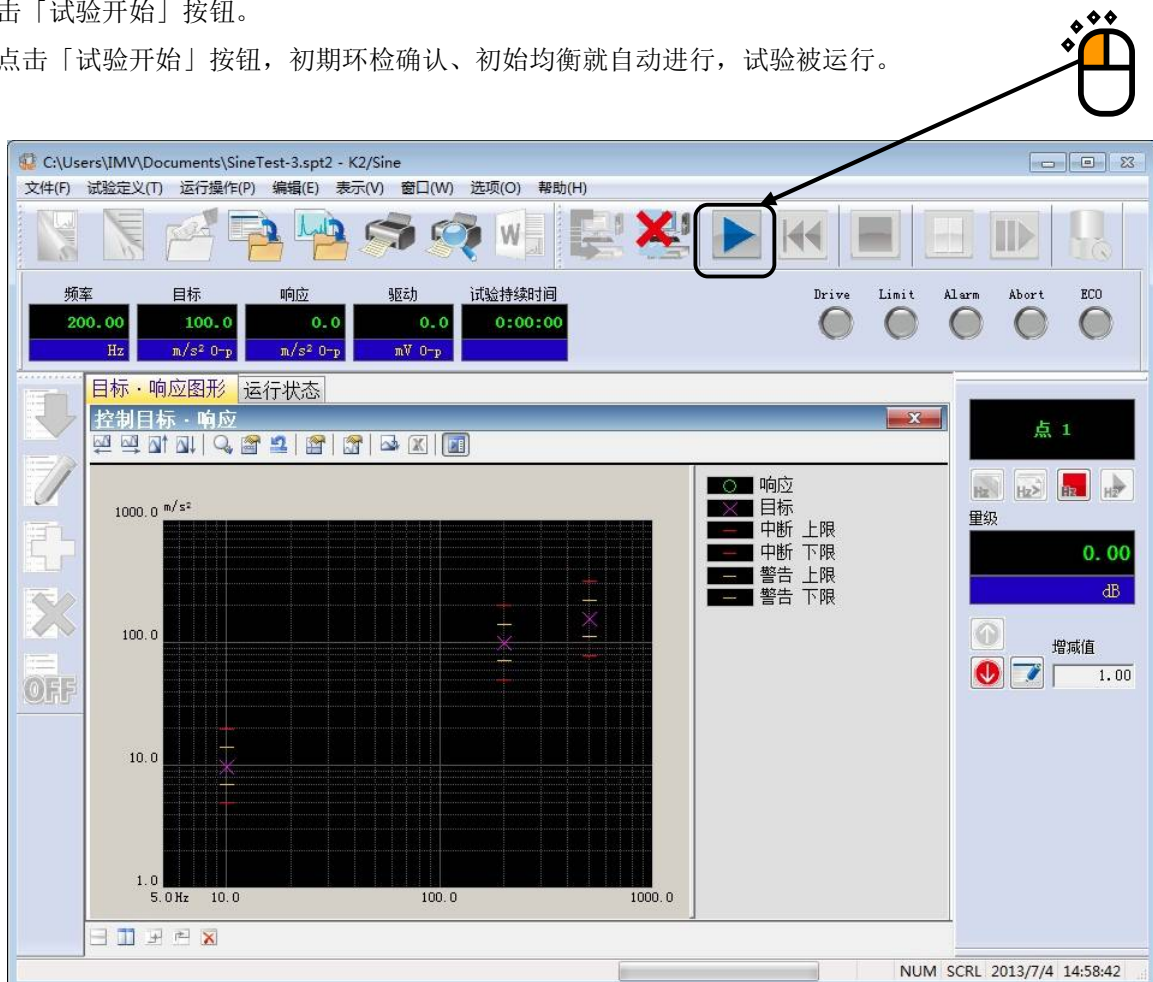 击「试验开始」按钮。
点击「试验开始」按钮，初期环检确认、初始均衡就自动进行，试验被运行。
C:\Users\IMV\Documents\SineTest-3.spt2 - K2/Sine
文件(F) 试验定义(T) 运行操作(P) 编辑(E) 表示(V) 窗口(W) 选项(O) 帮助(H)
W
频率 目标 响应 驱动 试验持续时间 Drive Limit Alarm Abort ECO
200.00 100.0 0.0 0.0 0:00:00
Hz m/s² 0-p m/s² 0-p mV 0-p
目标・响应图形 运行状态
控制目标・响应
点 1
Hz Hz Hz Hz
量级
0.00
dB
增减值
1.00
OFF
响应
目标
中断 上限
中断 下限
警告 上限
警告 下限
1000.0 m/s²
100.0
10.0
1.0
5.0Hz 10.0 100.0 1000.0
NUM SCRL 2013/7/4 14:58:42